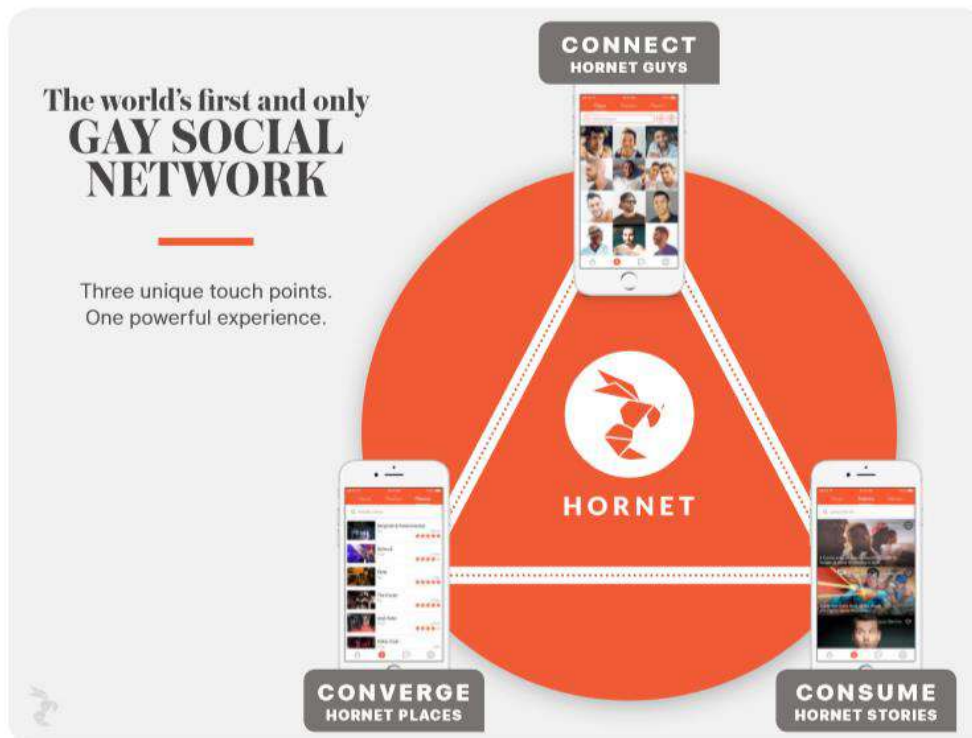 CONNECT
HORNET GUYS
The world's first and only
GAY SOCIAL
NETWORK
Three unique touch points.
One powerful experience.
HORNET
CONVERGE
HORNET PLACES
CONSUME
HORNET STORIES